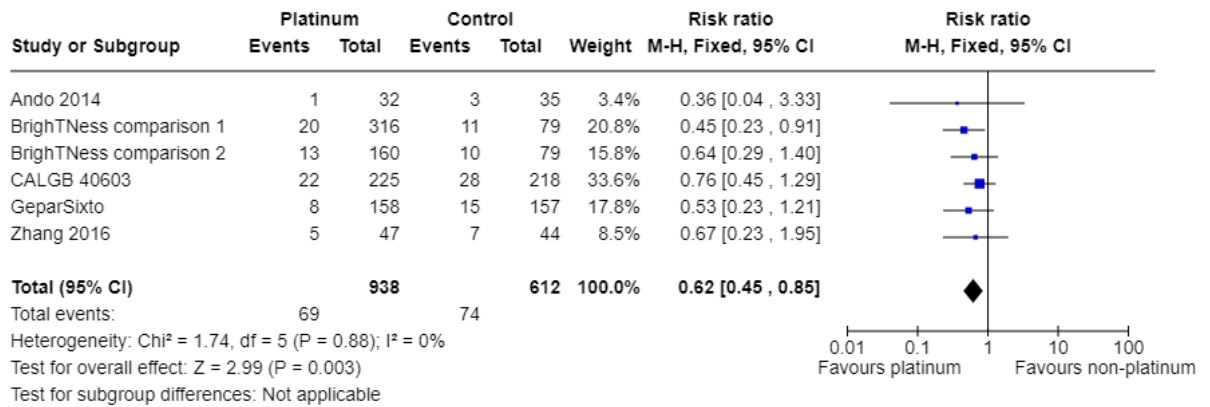 Platinum Control Risk ratio Risk ratio
Study or Subgroup Events Total Events Total Weight M-H, Fixed, 95% CI M-H, Fixed, 95% CI
Ando 2014 1 32 3 35 3.4% 0.36 [0.04 , 3.33]
BrighTNess comparison 1 20 316 11 79 20.8% 0.45 [0.23 , 0.91]
BrighTNess comparison 2 13 160 10 79 15.8% 0.64 [0.29 , 1.40]
CALGB 40603 22 225 28 218 33.6% 0.76 [0.45 , 1.29]
GeparSixto 8 158 15 157 17.8% 0.53 [0.23 , 1.21]
Zhang 2016 5 47 7 44 8.5% 0.67 [0.23 , 1.95]
Total (95% CI) 938 612 100.0% 0.62 [0.45 , 0.85]
Total events: 69 74
Heterogeneity: Chi² = 1.74, df = 5 (P = 0.88); I² = 0%
Test for overall effect: Z = 2.99 (P = 0.003)
Test for subgroup differences: Not applicable
0.01 0.1 1 10 100
Favours platinum Favours non-platinum